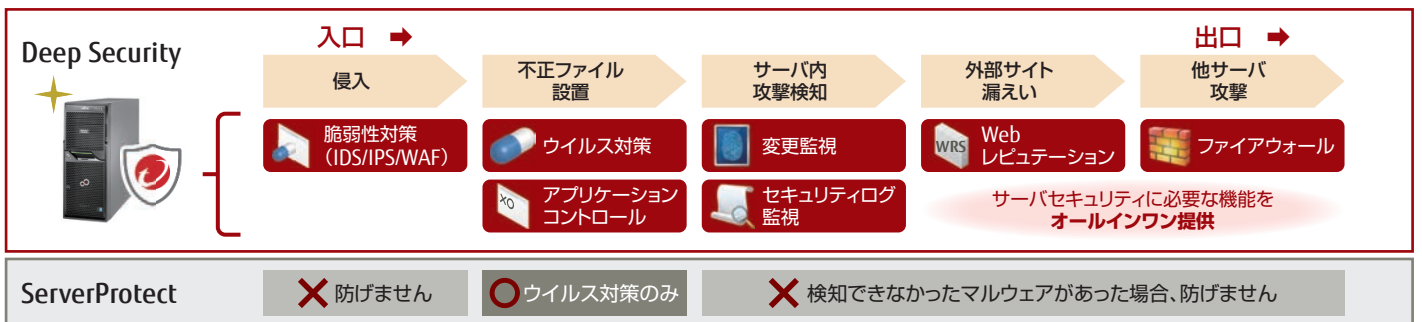 Deep Security
入口
出口
侵入
不正ファイル
設置
サーバ内
攻撃検知
外部サイト
漏えい
他サーバ
攻撃
脆弱性対策
（IDS/IPS/WAF）
ウイルス対策
変更監視
WRS
Web
レピュテーション
ファイアウォール
XO
アプリケーション
コントロール
セキュリティログ
監視
サーバセキュリティに必要な機能を
オールインワン提供
ServerProtect
防げません
ウイルス対策のみ
検知できなかったマルウェアがあった場合、防げません